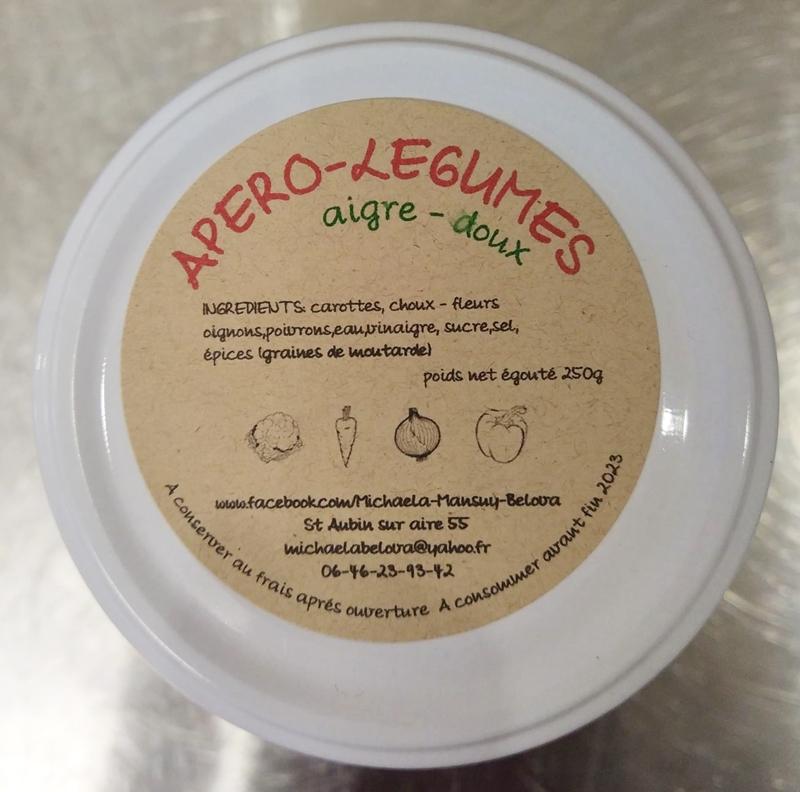 APERO-LEGUMES
aigre - doux
INGREDIENTS: carottes, choux - fleurs
oignons,poivrons,eau,vinaigre, sucre,sel,
épices (graines de moutarde)
poids net égouté 250g
www.facebook.com/Michaela-Mansuy-Belova
St Aubin sur aire 55
michaelabelova@yahoo.fr
06-46-23-93-42
A conserver au frais aprés ouverture A consommer avant fin 2023